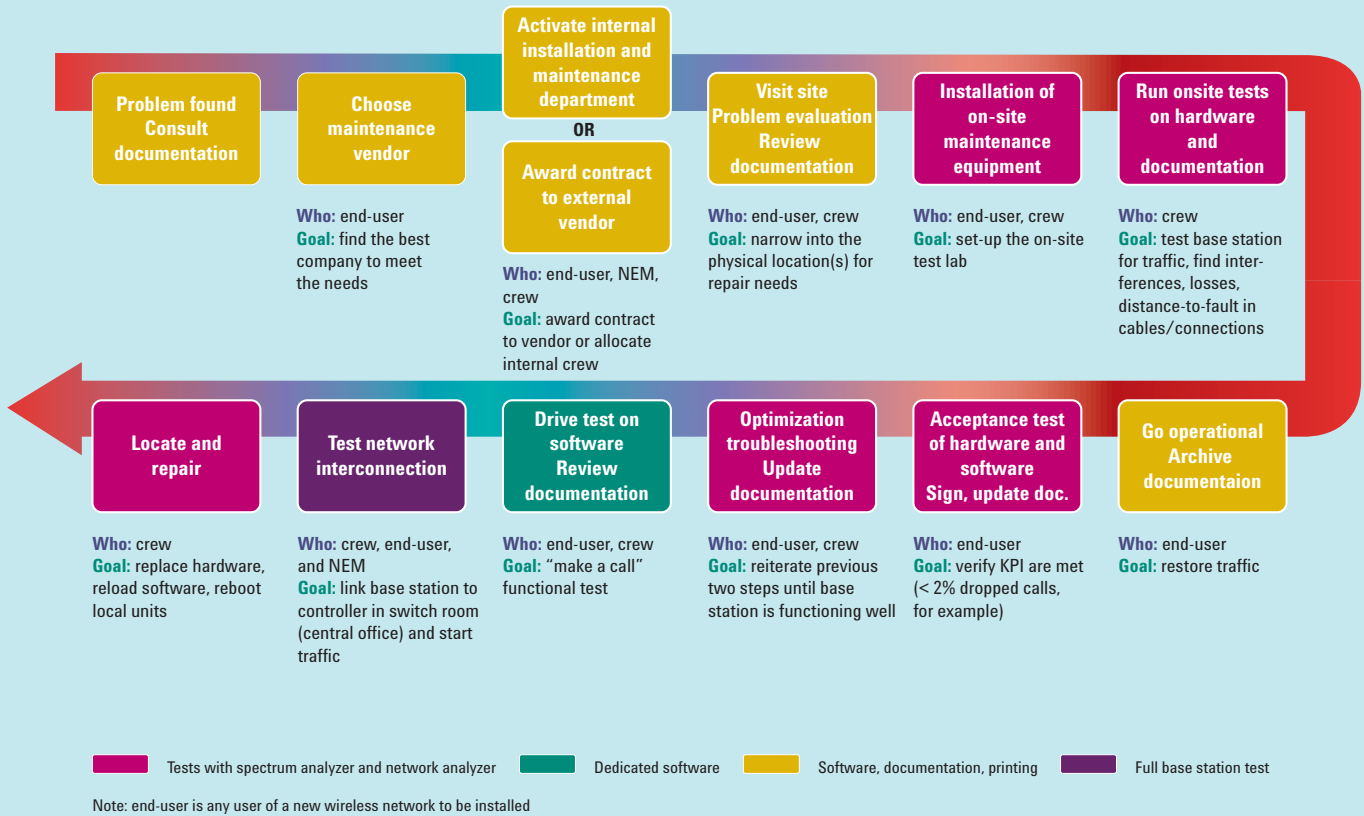 Problem found
Consult
documentation
Choose
maintenance
vendor
Who: end-user
Goal: find the best
company to meet
the needs
Activate internal
installation and
maintenance
department
OR
Award contract
to external
vendor
Who: end-user, NEM,
crew
Goal: award contract
to vendor or allocate
internal crew
Visit site
Problem evaluation
Review
documentation
Who: end-user, crew
Goal: narrow into the
physical location(s) for
repair needs
Installation of
on-site
maintenance
equipment
Who: end-user, crew
Goal: set-up the on-site
test lab
Run onsite tests
on hardware
and
documentation
Who: crew
Goal: test base station
for traffic, find inter-
ferences, losses,
distance-to-fault in
cables/connections
Locate and
repair
Who: crew
Goal: replace hardware,
reload software, reboot
local units
Test network
interconnection
Who: crew, end-user,
and NEM
Goal: link base station to
controller in switch room
(central office) and start
traffic
Drive test on
software
Review
documentation
Who: end-user, crew
Goal: “make a call”
functional test
Optimization
troubleshooting
Update
documentation
Who: end-user, crew
Goal: reiterate previous
two steps until base
station is functioning well
Acceptance test
of hardware and
software
Sign, update doc.
Who: end-user
Goal: verify KPI are met
(< 2% dropped calls,
for example)
Go operational
Archive
documentaion
Who: end-user
Goal: restore traffic
Tests with spectrum analyzer and network analyzer
Dedicated software
Software, documentation, printing
Full base station test
Note: end-user is any user of a new wireless network to be installed